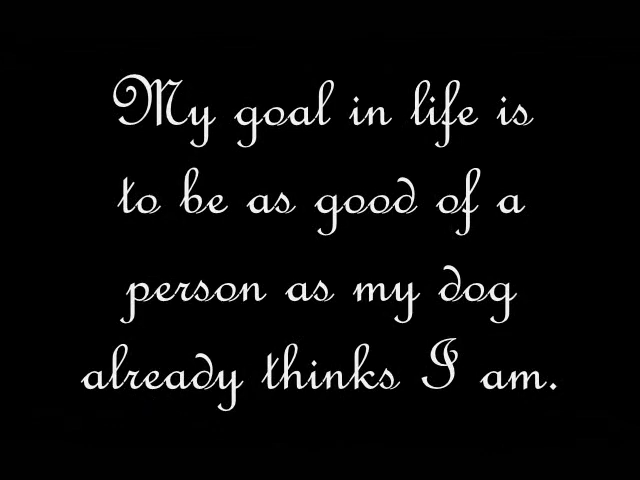 My goal in life is
to be as good of a
person as my dog
already thinks I am.